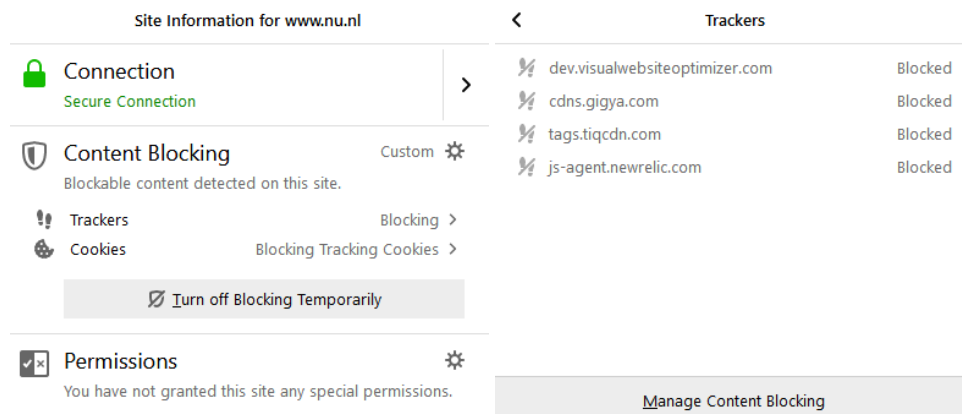 Site Information for www.nu.nl
Connection
Secure Connection
Content Blocking
Custom
Blockable content detected on this site.
Trackers
Blocking
Cookies
Blocking Tracking Cookies
Turn off Blocking Temporarily
Permissions
You have not granted this site any special permissions.
Trackers
dev.visualwebsiteoptimizer.com Blocked
cdns.gigya.com Blocked
tags.tiqcdn.com Blocked
js-agent.newrelic.com Blocked
Manage Content Blocking